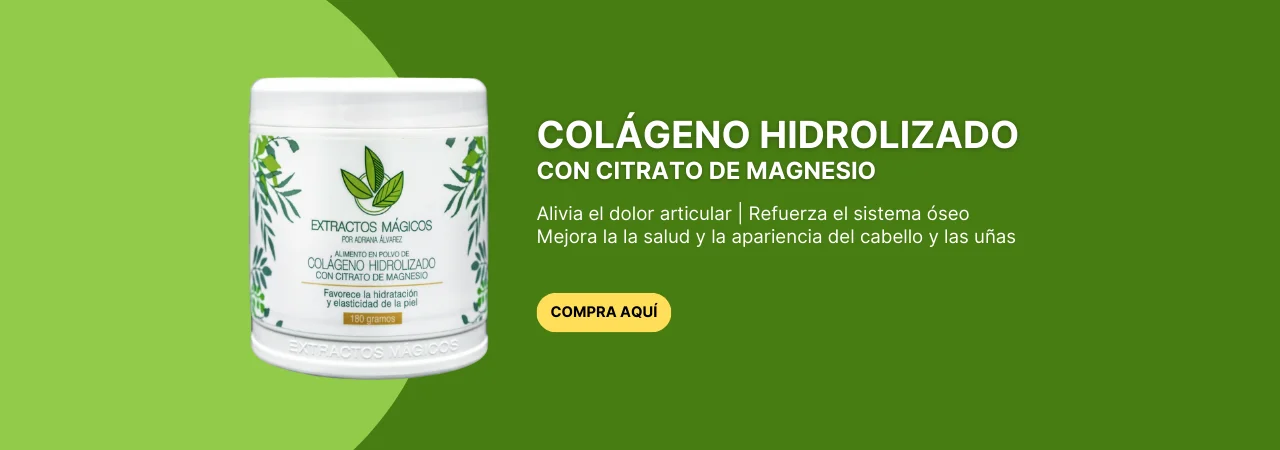 EXTRACTOS MÁGICOS
POR ADRIANA ÁLVAREZ
ALIMENTO EN POLVO DE
COLÁGENO HIDROLIZADO
CON CITRATO DE MAGNESIO
Favorece la hidratación
y elasticidad de la piel
180 gramos
EXTRACTOS MAGICOS
COLÁGENO HIDROLIZADO
CON CITRATO DE MAGNESIO
Alivia el dolor articular | Refuerza el sistema óseo
Mejora la la salud y la apariencia del cabello y las uñas
COMPRA AQUÍ